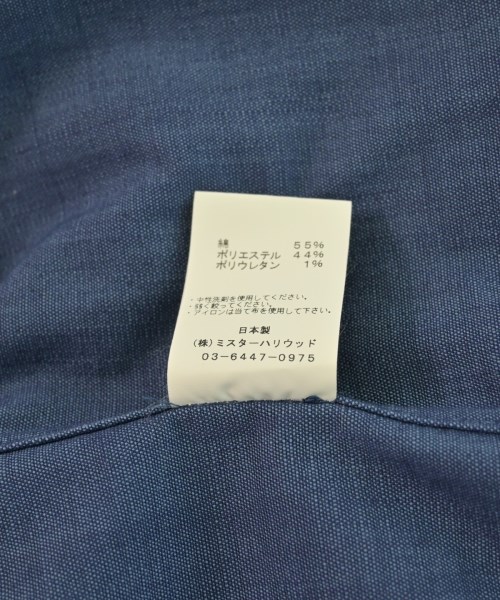 綿 55%
ポリエステル 44%
ポリウレタン 1%
・中性洗剤を使用してください。
・弱く絞ってください。
・アイロンは当て布を使用して下さい。
日本製
(株)ミスターハリウッド
03-6447-0975